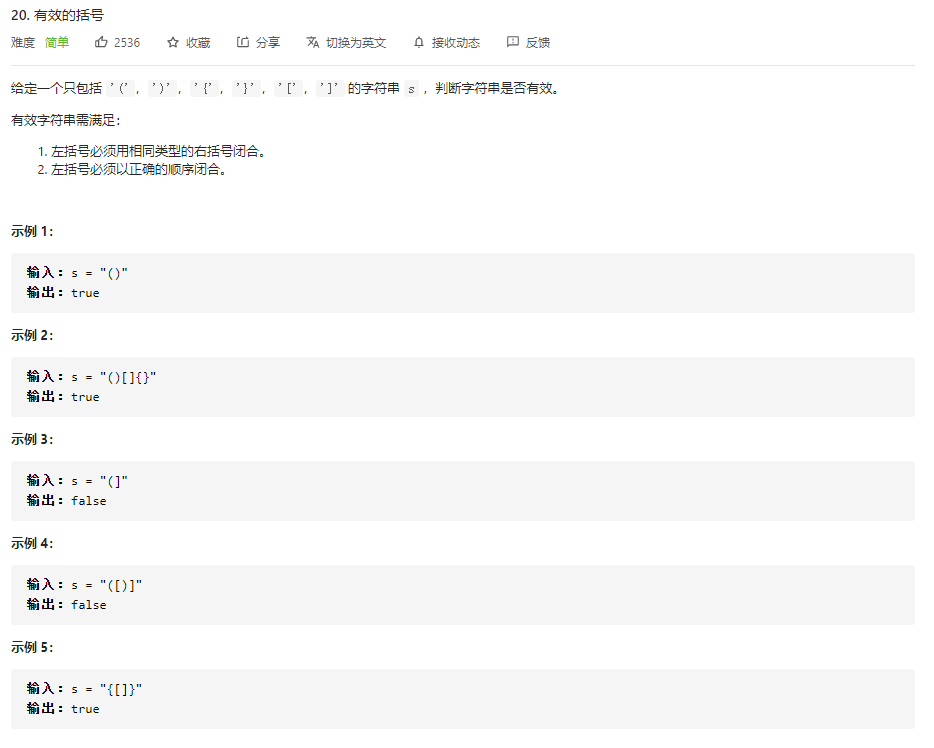 20. 有效的括号
难度 简单 2536 收藏 分享 切换为英文 接收动态 反馈
给定一个只包括 '(', ')', '{', '}', '[', ']' 的字符串 s ，判断字符串是否有效。
有效字符串需满足：
1. 左括号必须用相同类型的右括号闭合。
2. 左括号必须以正确的顺序闭合。
示例 1：
输入：s = "()"
输出：true
示例 2：
输入：s = "()[]{}"
输出：true
示例 3：
输入：s = "(]"
输出：false
示例 4：
输入：s = "([)]"
输出：false
示例 5：
输入：s = "{[]}"
输出：true